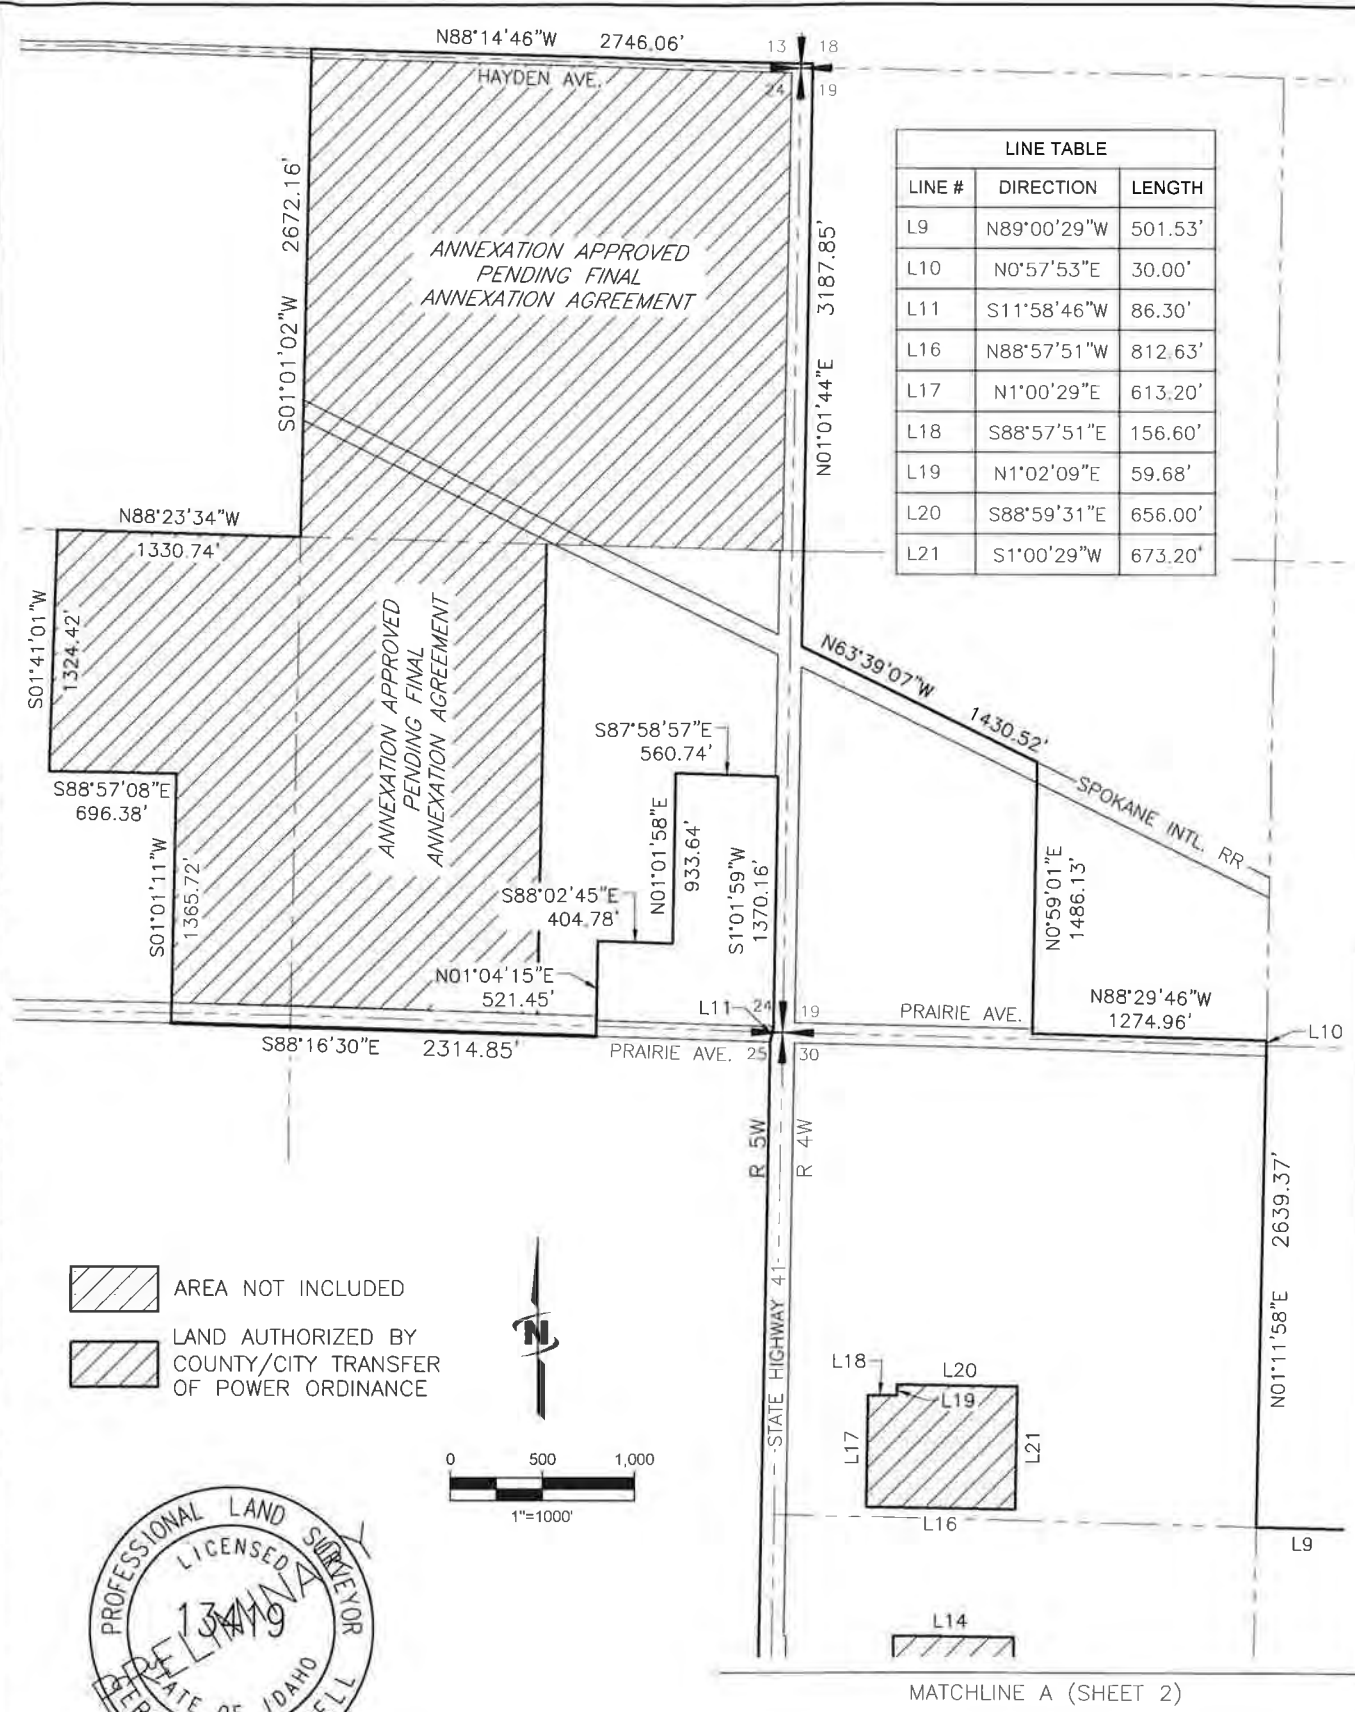 N88°14'46"W 2746.06'
HAYDEN AVE.
13 18
24 19
S01°01'02"W 2672.16'
ANNEXATION APPROVED
PENDING FINAL
ANNEXATION AGREEMENT
N01°01'44"E 3187.85'
LINE TABLE
LINE # DIRECTION LENGTH
L9 N89°00'29"W 501.53'
L10 N0°57'53"E 30.00'
L11 S11°58'46"W 86.30'
L16 N88°57'51"W 812.63'
L17 N1°00'29"E 613.20'
L18 S88°57'51"E 156.60'
L19 N1°02'09"E 59.68'
L20 S88°59'31"E 656.00'
L21 S1°00'29"W 673.20'
N88°23'34"W
1330.74'
S01°41'01"W
1324.42'
S88°57'08"E
696.38'
S01°01'11"W
1365.72'
ANNEXATION APPROVED
PENDING FINAL
ANNEXATION AGREEMENT
N63°39'07"W
1430.52'
SPOKANE INTL. RR
S87°58'57"E
560.74'
N01°01'58"E
933.64'
S1°01'59"W
1370.16'
S88°02'45"E
404.78'
N01°04'15"E
521.45'
N0°59'01"E
1486.13'
N88°29'46"W
1274.96'
L10
L11
24 19
PRAIRIE AVE.
S88°16'30"E 2314.85'
PRAIRIE AVE. 25 30
R 5W
R 4W
N01°11'58"E 2639.37'
STATE HIGHWAY 41
AREA NOT INCLUDED
LAND AUTHORIZED BY
COUNTY/CITY TRANSFER
OF POWER ORDINANCE
N
0 500 1,000
1"=1000'
L18
L20
L19
L17
L21
L16
L9
L14
PROFESSIONAL LAND SURVEYOR
LICENSED
13419
PRELIMINARY
STATE OF IDAHO
MATCHLINE A (SHEET 2)